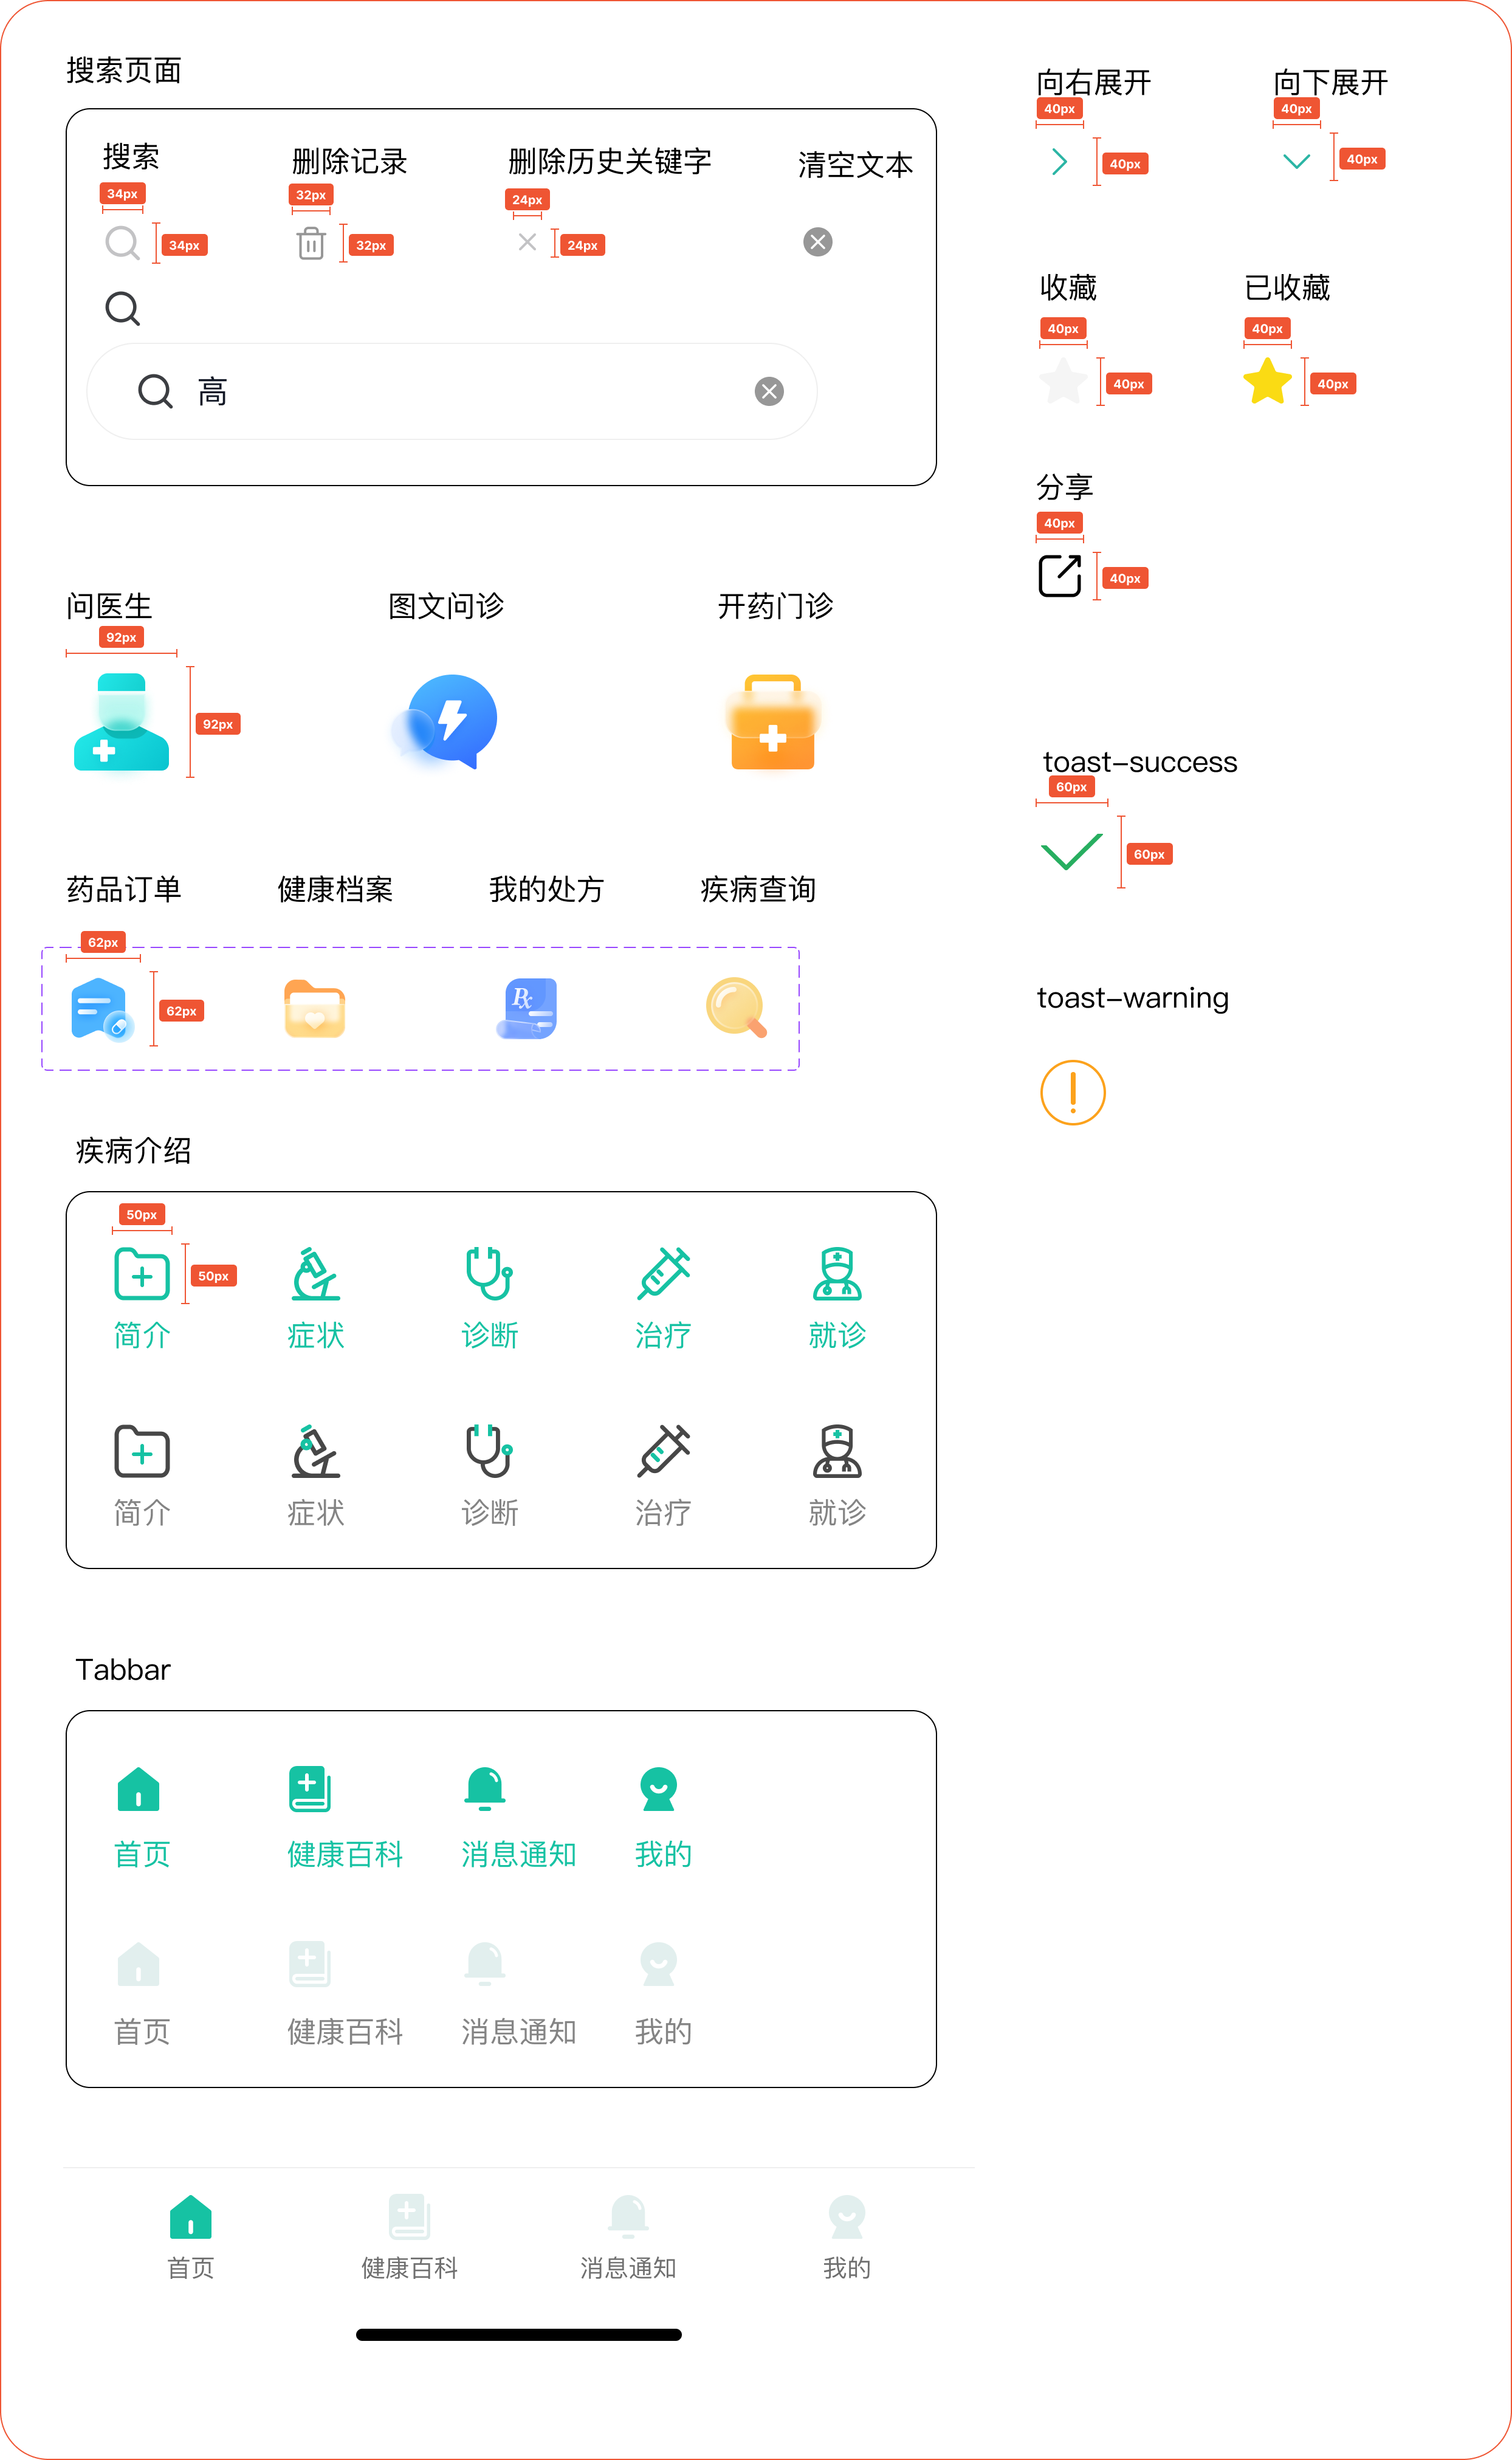 搜索页面
搜索
删除记录
删除历史关键字
清空文本
34px
32px
24px
34px
32px
24px
高
向右展开
向下展开
40px
40px
40px
40px
收藏
已收藏
40px
40px
40px
40px
分享
40px
40px
问医生
图文问诊
开药门诊
92px
92px
toast-success
60px
60px
药品订单
健康档案
我的处方
疾病查询
62px
62px
Rx
toast-warning
疾病介绍
50px
50px
简介
症状
诊断
治疗
就诊
简介
症状
诊断
治疗
就诊
Tabbar
首页
健康百科
消息通知
我的
首页
健康百科
消息通知
我的
首页
健康百科
消息通知
我的